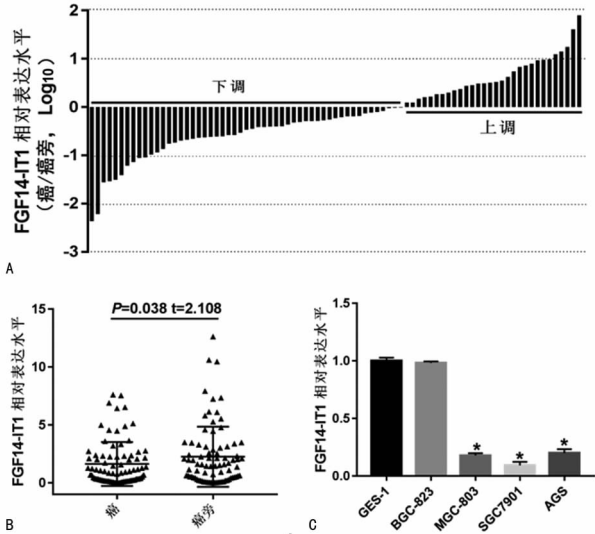 FGF14-IT1 相对表达水平
（癌/癌旁， Log10）
2
1
0
-1
-2
-3
下调
上调
A
FGF14-IT1 相对表达水平
15
10
5
0
P=0.038 t=2.108
癌
癌旁
B
FGF14-IT1 相对表达水平
1.5
1.0
0.5
0.0
*
*
*
GES-1
BGC-823
MGC-803
SGC7901
AGS
C